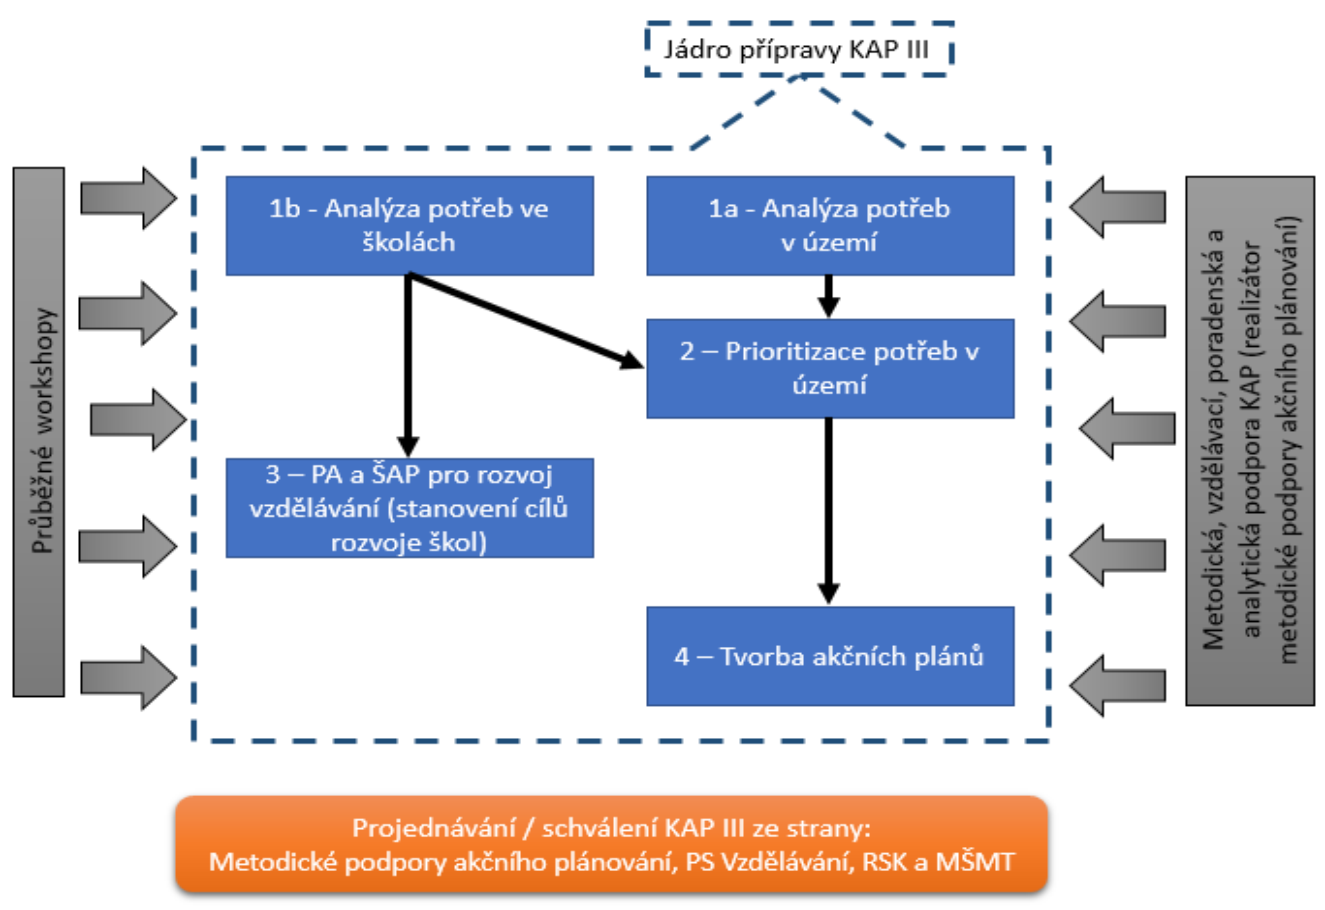 Jádro přípravy KAP III
Průběžné workshopy
1b - Analýza potřeb ve
školách
1a - Analýza potřeb
v území
2 – Prioritizace potřeb v
území
3 – PA a ŠAP pro rozvoj
vzdělávání (stanovení cílů
rozvoje škol)
4 – Tvorba akčních plánů
Metodická, vzdělávací, poradenská a
analytická podpora KAP (realizátor
metodické podpory akčního plánování)
Projednávání / schválení KAP III ze strany:
Metodické podpory akčního plánování, PS Vzdělávání, RSK a MŠMT